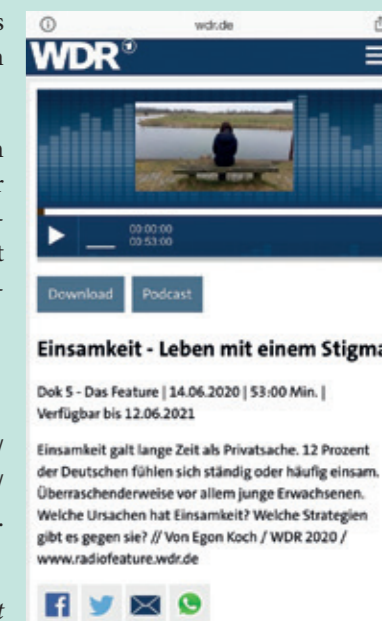 wdr.de
WDR®
00:00:00
00:53:00
Download Podcast
Einsamkeit - Leben mit einem Stigma
Dok 5 - Das Feature | 14.06.2020 | 53:00 Min. |
Verfügbar bis 12.06.2021
Einsamkeit galt lange Zeit als Privatsache. 12 Prozent
der Deutschen fühlen sich ständig oder häufig einsam.
Überraschenderweise vor allem junge Erwachsenen.
Welche Ursachen hat Einsamkeit? Welche Strategien
gibt es gegen sie? // Von Egon Koch / WDR 2020 /
www.radiofeature.wdr.de